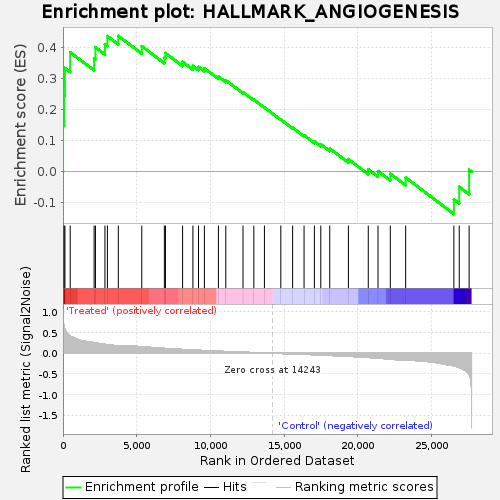 Enrichment plot: HALLMARK_ANGIOGENESIS
Enrichment score (ES)
0.4
0.3
0.2
0.1
0.0
-0.1
'Treated' (positively correlated)
Ranked list metric (Signal2Noise)
1.0
0.5
0.0
-0.5
-1.0
-1.5
Zero cross at 14243
'Control' (negatively correlated)
0
5,000
10,000
15,000
20,000
25,000
Rank in Ordered Dataset
Enrichment profile
Hits
Ranking metric scores